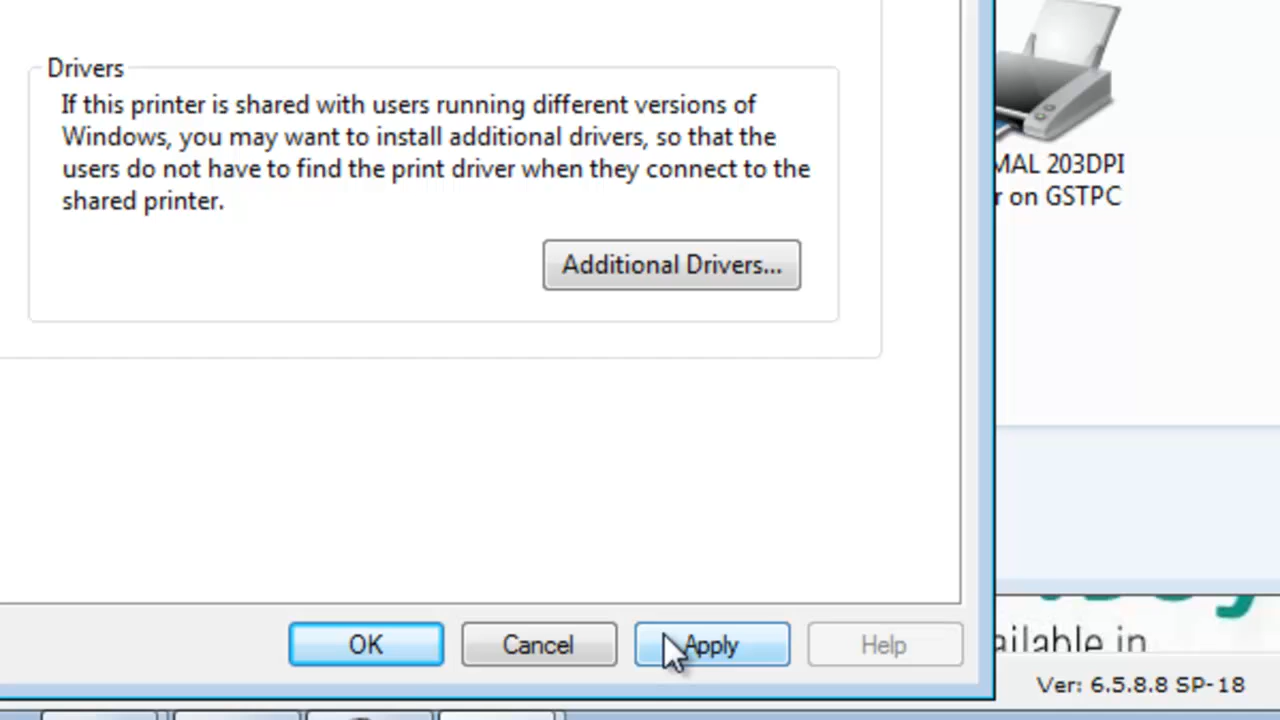 Drivers
If this printer is shared with users running different versions of
Windows, you may want to install additional drivers, so that the
users do not have to find the print driver when they connect to the
shared printer.
Additional Drivers...
OK
Cancel
Apply
Help
MAL 203DPI
r on GSTPC
ailable in
Ver: 6.5.8.8 SP-18